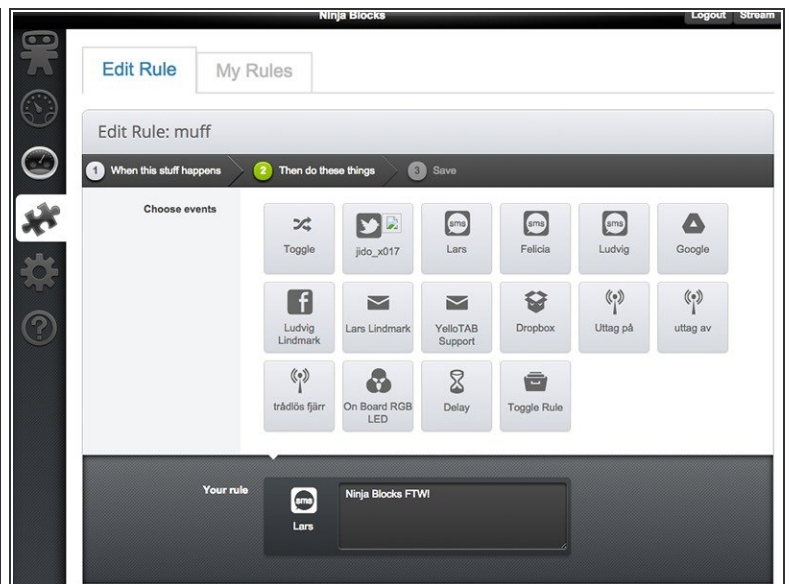 Ninja Blocks
Logout Stream
Edit Rule My Rules
Edit Rule: muff
1 When this stuff happens 2 Then do these things 3 Save
Choose events
Toggle
jido_x017
sms
Lars
sms
Felicia
sms
Ludvig
Google
f
Ludvig
Lindmark
Lars Lindmark
YelloTAB
Support
Dropbox
Uttag på
uttag av
trådlös fjärr
On Board RGB
LED
Delay
Toggle Rule
?
Your rule
sms
Lars
Ninja Blocks FTW!